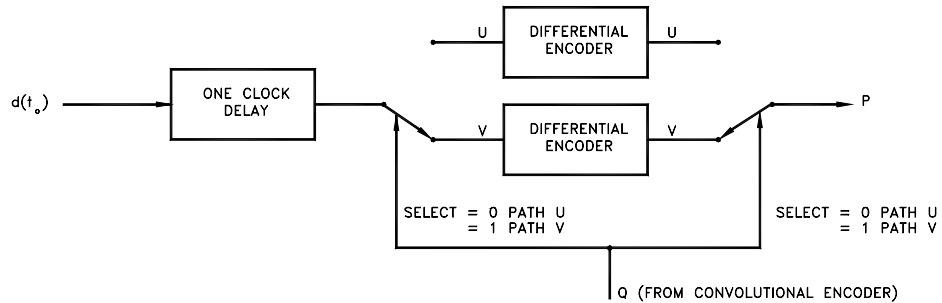 U
DIFFERENTIAL
ENCODER
U
d(t₀)
ONE CLOCK
DELAY
P
V
DIFFERENTIAL
ENCODER
V
SELECT = 0 PATH U
= 1 PATH V
SELECT = 0 PATH U
= 1 PATH V
Q (FROM CONVOLUTIONAL ENCODER)